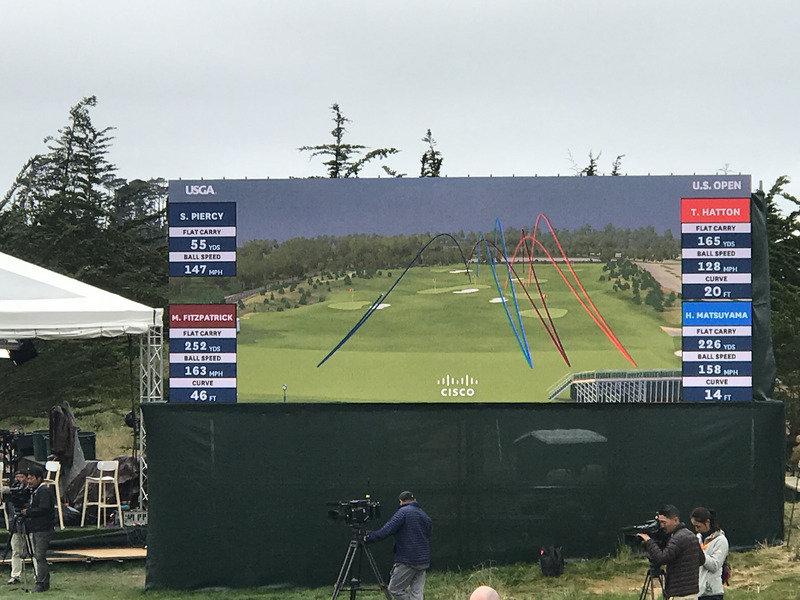 USGA
U.S. OPEN
S. PIERCY
FLAT CARRY
55 YDS
BALL SPEED
147 MPH
M. FITZPATRICK
FLAT CARRY
252 YDS
BALL SPEED
163 MPH
CURVE
46 FT
T. HATTON
FLAT CARRY
165 YDS
BALL SPEED
128 MPH
CURVE
20 FT
H. MATSUYAMA
FLAT CARRY
226 YDS
BALL SPEED
158 MPH
CURVE
14 FT
CISCO